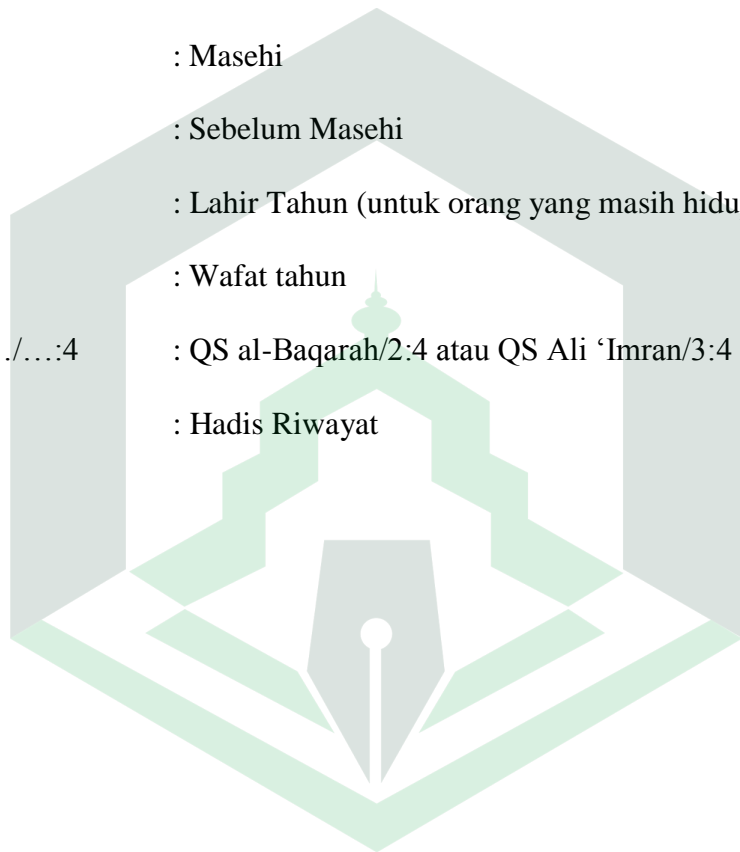 : Masehi
: Sebelum Masehi
: Lahir Tahun (untuk orang yang masih hidu
: Wafat tahun
./…:4 : QS al-Baqarah/2:4 atau QS Ali ‘Imran/3:4
: Hadis Riwayat